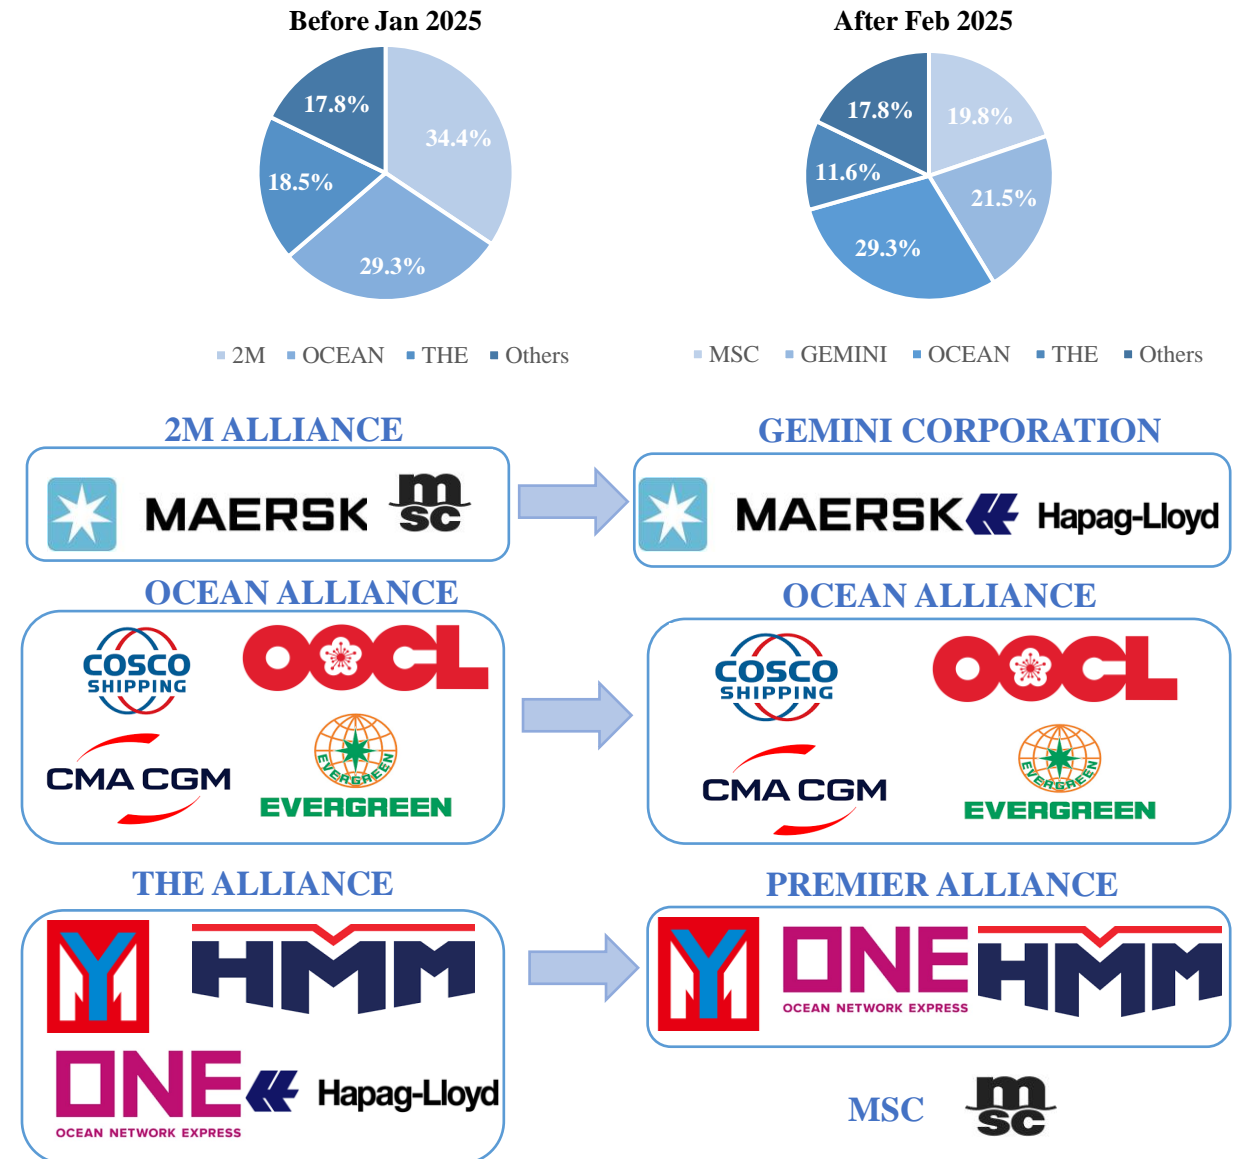 Before Jan 2025
17.8%
34.4%
18.5%
29.3%
2M OCEAN THE Others
After Feb 2025
17.8%
19.8%
11.6%
21.5%
29.3%
MSC GEMINI OCEAN THE Others
2M ALLIANCE
MAERSK
msc
GEMINI CORPORATION
MAERSK
Hapag-Lloyd
OCEAN ALLIANCE
COSCO
SHIPPING
OOCL
CMA CGM
EVERGREEN
EVERGREEN
OCEAN ALLIANCE
COSCO
SHIPPING
OOCL
CMA CGM
EVERGREEN
EVERGREEN
THE ALLIANCE
YM
HMM
ONE
OCEAN NETWORK EXPRESS
Hapag-Lloyd
PREMIER ALLIANCE
YM
ONE
OCEAN NETWORK EXPRESS
HMM
MSC
msc